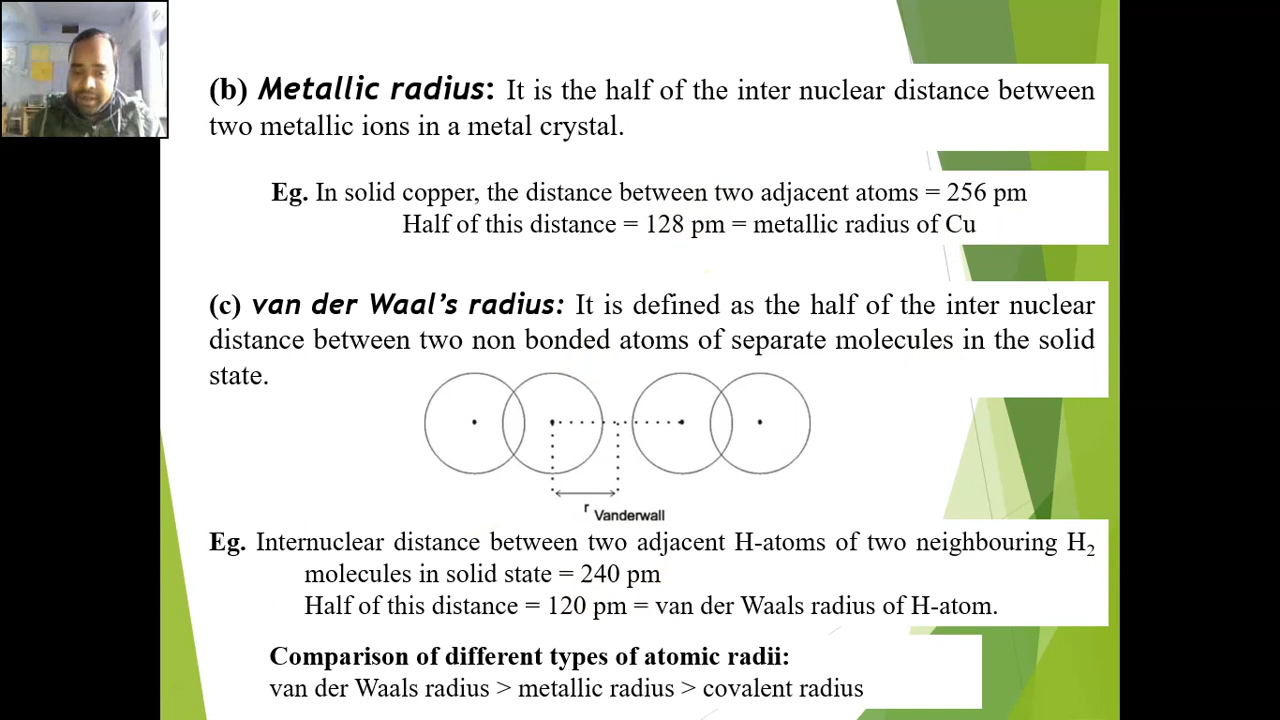 (b) Metallic radius: It is the half of the inter nuclear distance between
two metallic ions in a metal crystal.
Eg. In solid copper, the distance between two adjacent atoms = 256 pm
Half of this distance = 128 pm = metallic radius of Cu
(c) van der Waal’s radius: It is defined as the half of the inter nuclear
distance between two non bonded atoms of separate molecules in the solid
state.
r Vanderwall
Eg. Internuclear distance between two adjacent H-atoms of two neighbouring H₂
molecules in solid state = 240 pm
Half of this distance = 120 pm = van der Waals radius of H-atom.
Comparison of different types of atomic radii:
van der Waals radius > metallic radius > covalent radius